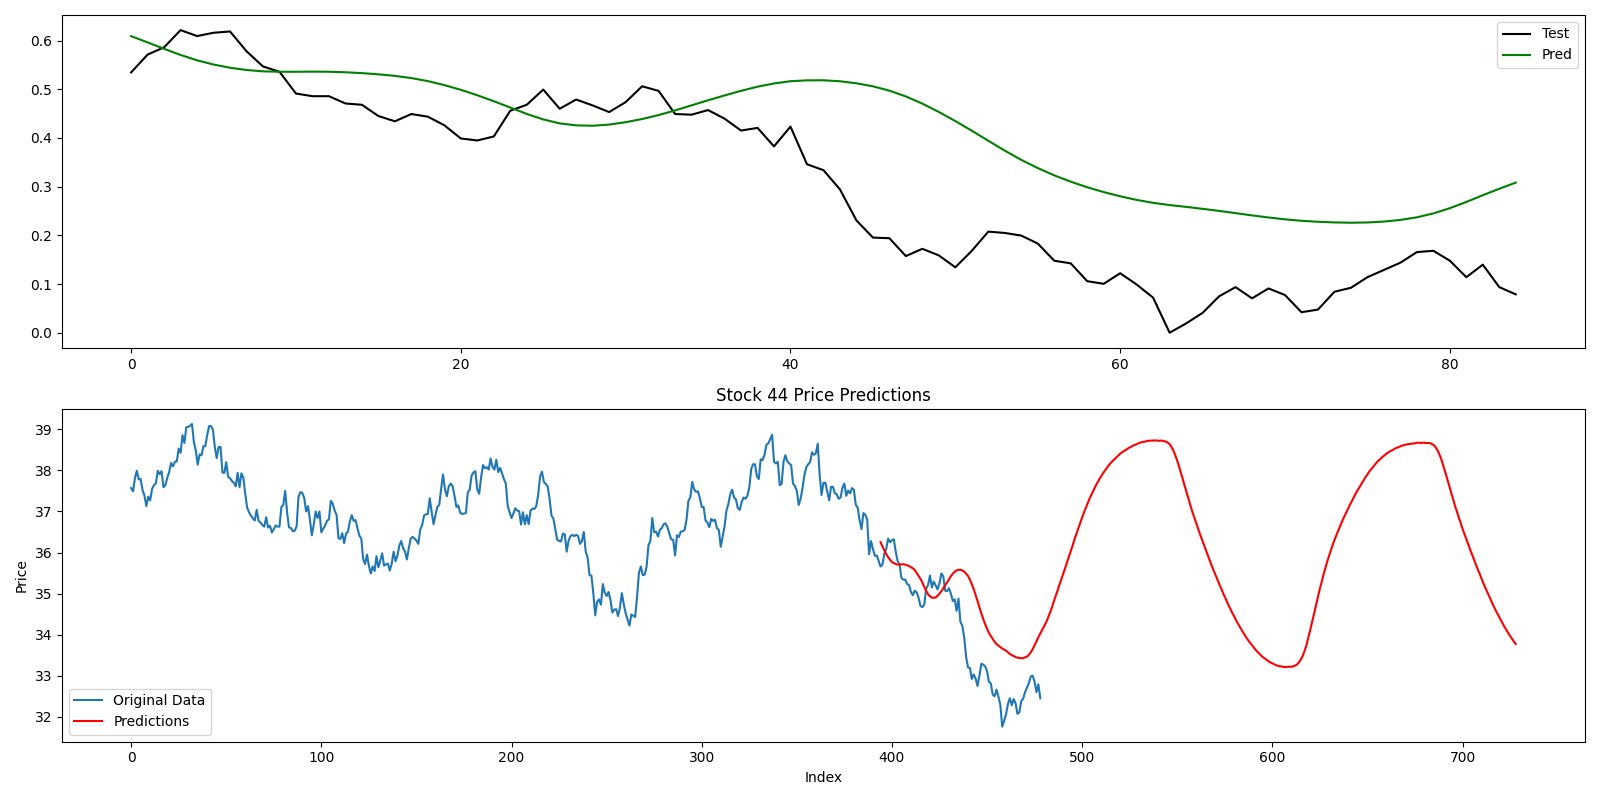 0.6
0.5
0.4
0.3
0.2
0.1
0.0
Test
Pred
0 20 40 60 80
Stock 44 Price Predictions
39
38
37
36
35
34
33
32
Price
Original Data
Predictions
0 100 200 300 400 500 600 700
Index